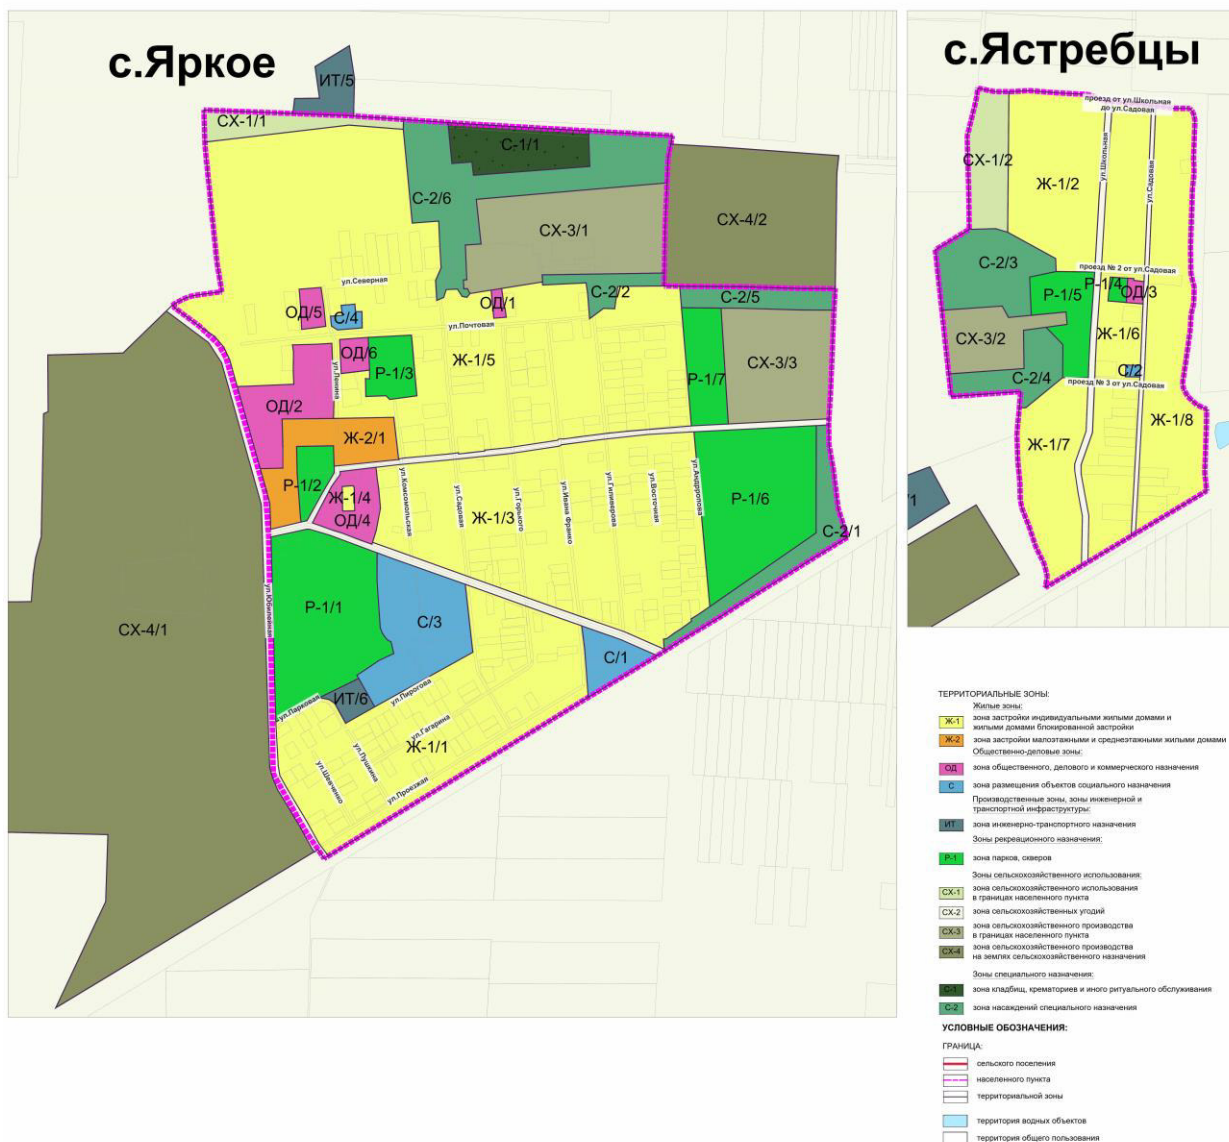 с.Яркое
ИТ/5
СХ-1/1
С-1/1
С-2/6
СХ-3/1
СХ-4/2
ул.Северная
ОД/5
С/4
ОД/1
С-2/2
С-2/5
ул.Почтовая
ОД/6
Р-1/3
Ж-1/5
Р-1/7
СХ-3/3
ул.Ленина
ОД/2
Ж-2/1
Р-1/2
Ж-1/4
ОД/4
ул.Комсомольская
ул.Садовая
Ж-1/3
ул.Горького
ул.Ивана Франко
ул.Восточная
Р-1/6
С-2/1
ул.Юбилейная
Р-1/1
С/3
С/1
СХ-4/1
ИТ/6
ул.Парковая
ул.Пирогова
ул.Гагарина
Ж-1/1
ул.Пушкина
ул.Шевченко
ул.Проезжая
с.Ястребцы
проезд от ул.Школьная
до ул.Садовая
СХ-1/2
Ж-1/2
ул.Школьная
ул.Садовая
С-2/3
проезд № 2 от ул.Садовая
Р-1/4
ОД/3
Р-1/5
Ж-1/6
СХ-3/2
С/2
С-2/4
проезд № 3 от ул.Садовая
Ж-1/7
Ж-1/8
/1
ТЕРРИТОРИАЛЬНЫЕ ЗОНЫ:
Жилые зоны:
Ж-1 зона застройки индивидуальными жилыми домами и
жилыми домами блокированной застройки
Ж-2 зона застройки малоэтажными и среднеэтажными жилыми домами
Общественно-деловые зоны:
ОД зона общественного, делового и коммерческого назначения
С зона размещения объектов социального назначения
Производственные зоны, зоны инженерной и
транспортной инфраструктуры:
ИТ зона инженерно-транспортного назначения
Зоны рекреационного назначения:
Р-1 зона парков, скверов
Зоны сельскохозяйственного использования:
СХ-1 зона сельскохозяйственного использования
в границах населенного пункта
СХ-2 зона сельскохозяйственных угодий
СХ-3 зона сельскохозяйственного производства
в границах населенного пункта
СХ-4 зона сельскохозяйственного производства
на землях сельскохозяйственного назначения
Зоны специального назначения:
С-1 зона кладбищ, крематориев и иного ритуального обслуживания
С-2 зона насаждений специального назначения
УСЛОВНЫЕ ОБОЗНАЧЕНИЯ:
ГРАНИЦА:
сельского поселения
населенного пункта
территориальной зоны
территория водных объектов
территория общего пользования